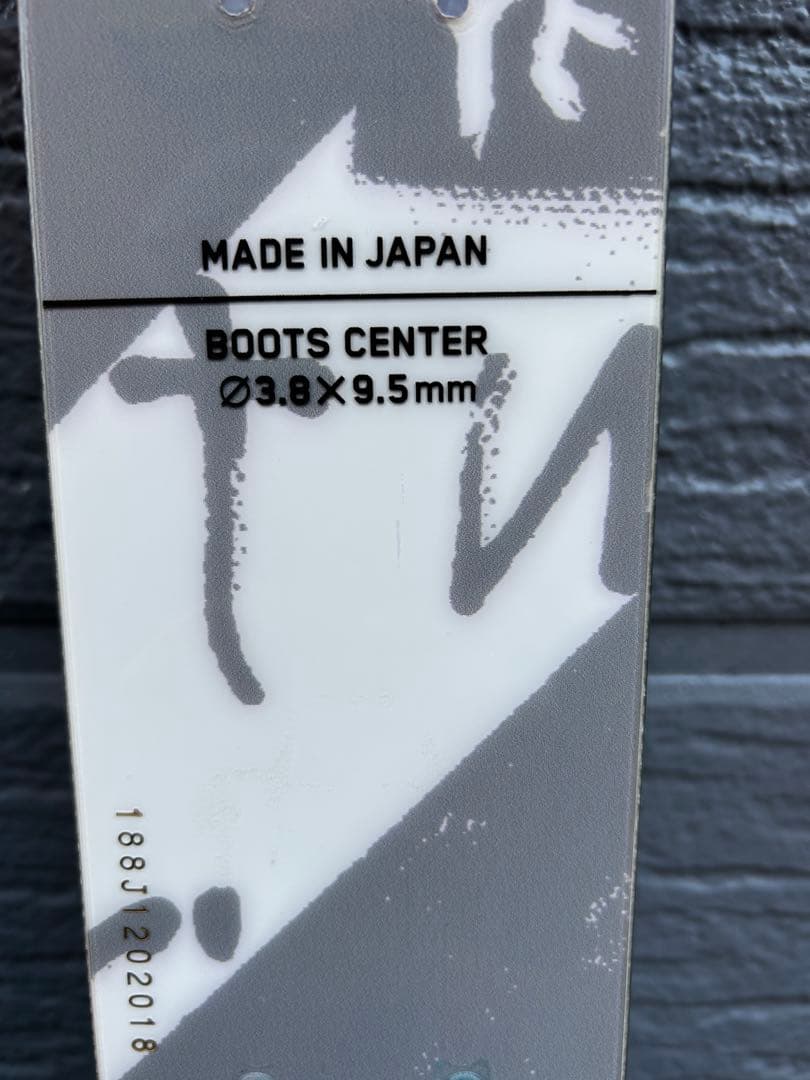 MADE IN JAPAN
BOOTS CENTER
Ø3.8×9.5mm
188J1202018